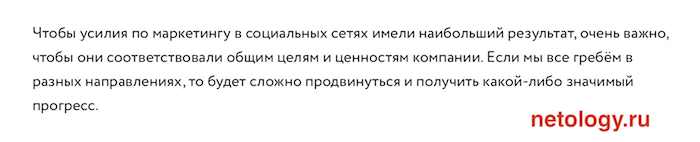 Чтобы усилия по маркетингу в социальных сетях имели наибольший результат, очень важно,
чтобы они соответствовали общим целям и ценностям компании. Если мы все гребём в
разных направлениях, то будет сложно продвинуться и получить какой-либо значимый
прогресс.
netology.ru